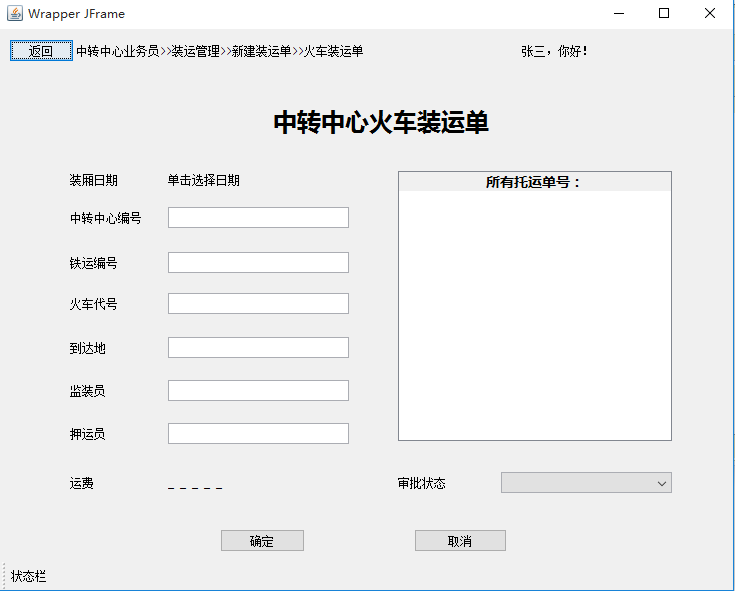 Wrapper JFrame
返回 中转中心业务员>>装运管理>>新建装运单>>火车装运单 张三，你好！
中转中心火车装运单
装厢日期 单击选择日期
所有托运单号：
中转中心编号
铁运编号
火车代号
到达地
监装员
押运员
运费 _ _ _ _ _ 审批状态
确定 取消
状态栏